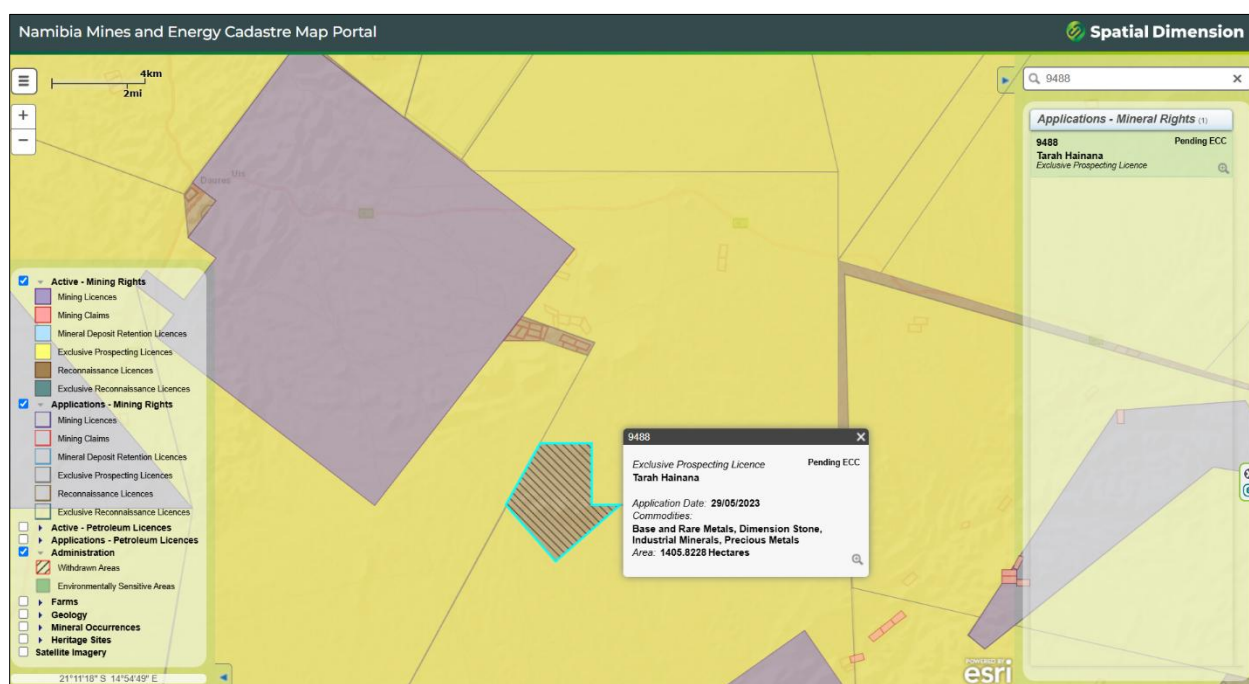 Namibia Mines and Energy Cadastre Map Portal
Spatial Dimension
4km
2mi
+
−
Daures
9488
Applications - Mineral Rights (1)
9488 Pending ECC
Tarah Hainana
Exclusive Prospecting Licence
Active - Mining Rights
Mining Licences
Mining Claims
Mineral Deposit Retention Licences
Exclusive Prospecting Licences
Reconnaissance Licences
Exclusive Reconnaissance Licences
Applications - Mining Rights
Mining Licences
Mining Claims
Mineral Deposit Retention Licences
Exclusive Prospecting Licences
Reconnaissance Licences
Exclusive Reconnaissance Licences
Active - Petroleum Licences
Applications - Petroleum Licences
Administration
Withdrawn Areas
Environmentally Sensitive Areas
Farms
Geology
Mineral Occurrences
Heritage Sites
Satellite Imagery
21°11'18" S 14°54'49" E
9488
Exclusive Prospecting Licence Pending ECC
Tarah Hainana
Application Date: 29/05/2023
Commodities:
Base and Rare Metals, Dimension Stone,
Industrial Minerals, Precious Metals
Area: 1405.8228 Hectares
POWERED BY
esri